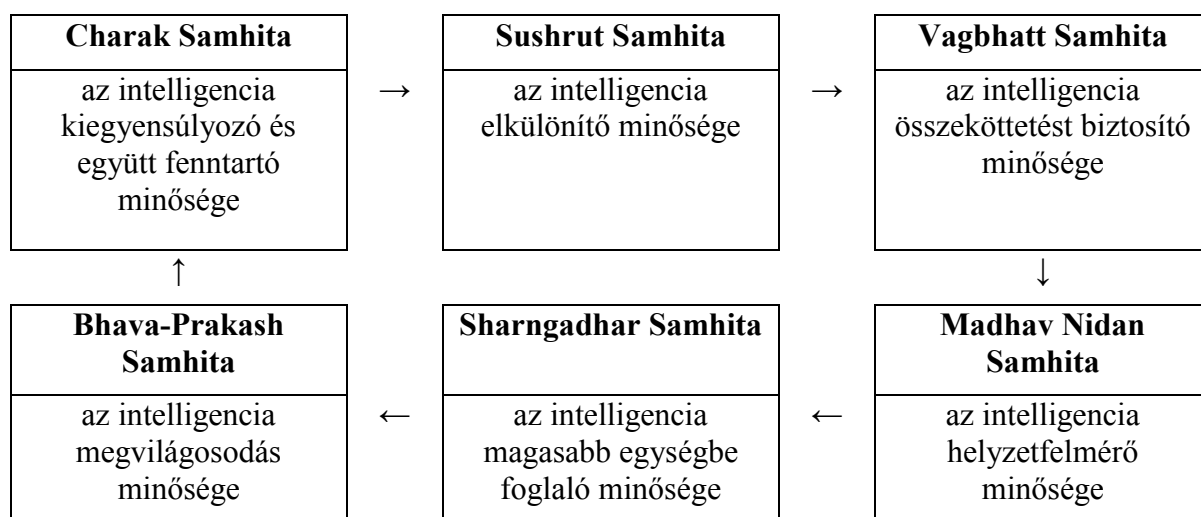 Charak Samhita
az intelligencia
kiegyensúlyozó és
együtt fenntartó
minősége
→
Sushrut Samhita
az intelligencia
elkülönítő minősége
→
Vagbhatt Samhita
az intelligencia
összeköttetést biztosító
minősége
↑
↓
Bhava-Prakash
Samhita
az intelligencia
megvilágosodás
minősége
←
Sharngadhar Samhita
az intelligencia
magasabb egységbe
foglaló minősége
←
Madhav Nidan
Samhita
az intelligencia
helyzetfelmérő
minősége